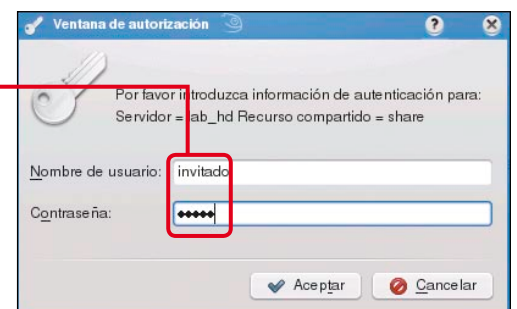 Ventana de autorización
Por favor introduzca información de autenticación para:
Servidor = lab_hd Recurso compartido = share
Nombre de usuario: invitado
Contraseña: •••••
Aceptar Cancelar